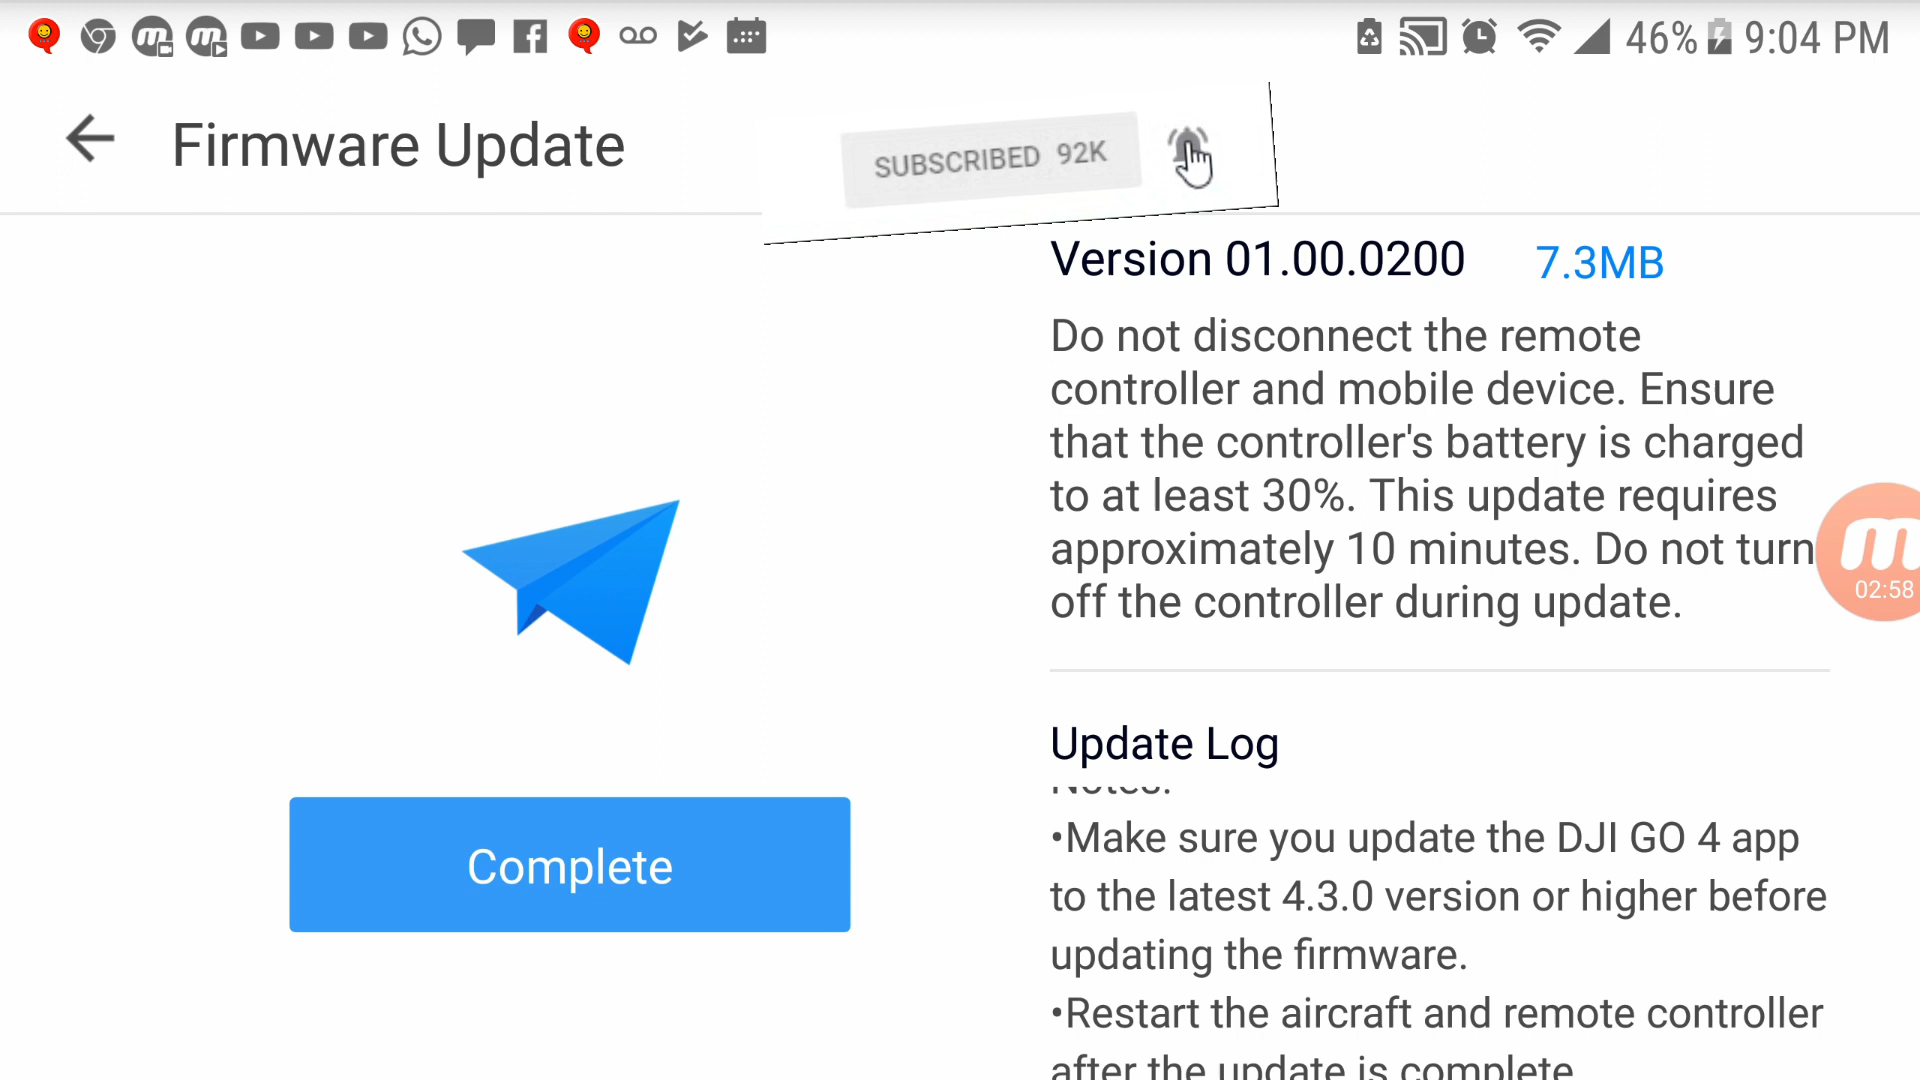 46% 9:04 PM
Firmware Update
SUBSCRIBED 92K
Version 01.00.0200 7.3MB
Do not disconnect the remote
controller and mobile device. Ensure
that the controller's battery is charged
to at least 30%. This update requires
approximately 10 minutes. Do not turn
off the controller during update.
02:58
Update Log
Notes:
•Make sure you update the DJI GO 4 app
to the latest 4.3.0 version or higher before
updating the firmware.
•Restart the aircraft and remote controller
after the update is complete
Complete